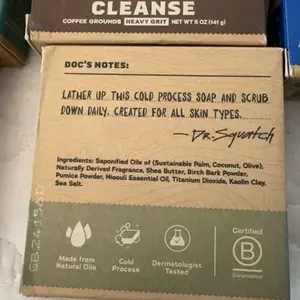 CLEANSE
COFFEE GROUNDS HEAVY GRIT NET WT 5 OZ (141 g)
DOC'S NOTES:
LATHER UP THIS COLD PROCESS SOAP AND SCRUB
DOWN DAILY. CREATED FOR ALL SKIN TYPES.
— Dr. Squatch
Ingredients: Saponified Oils of (Sustainable Palm, Coconut, Olive),
Naturally Derived Fragrance, Shea Butter, Birch Bark Powder,
Pumice Powder, Niaouli Essential Oil, Titanium Dioxide, Kaolin Clay,
Sea Salt.
Made from
Natural Oils
Cold
Process
Dermatologist
Tested
Certified
B
Corporation